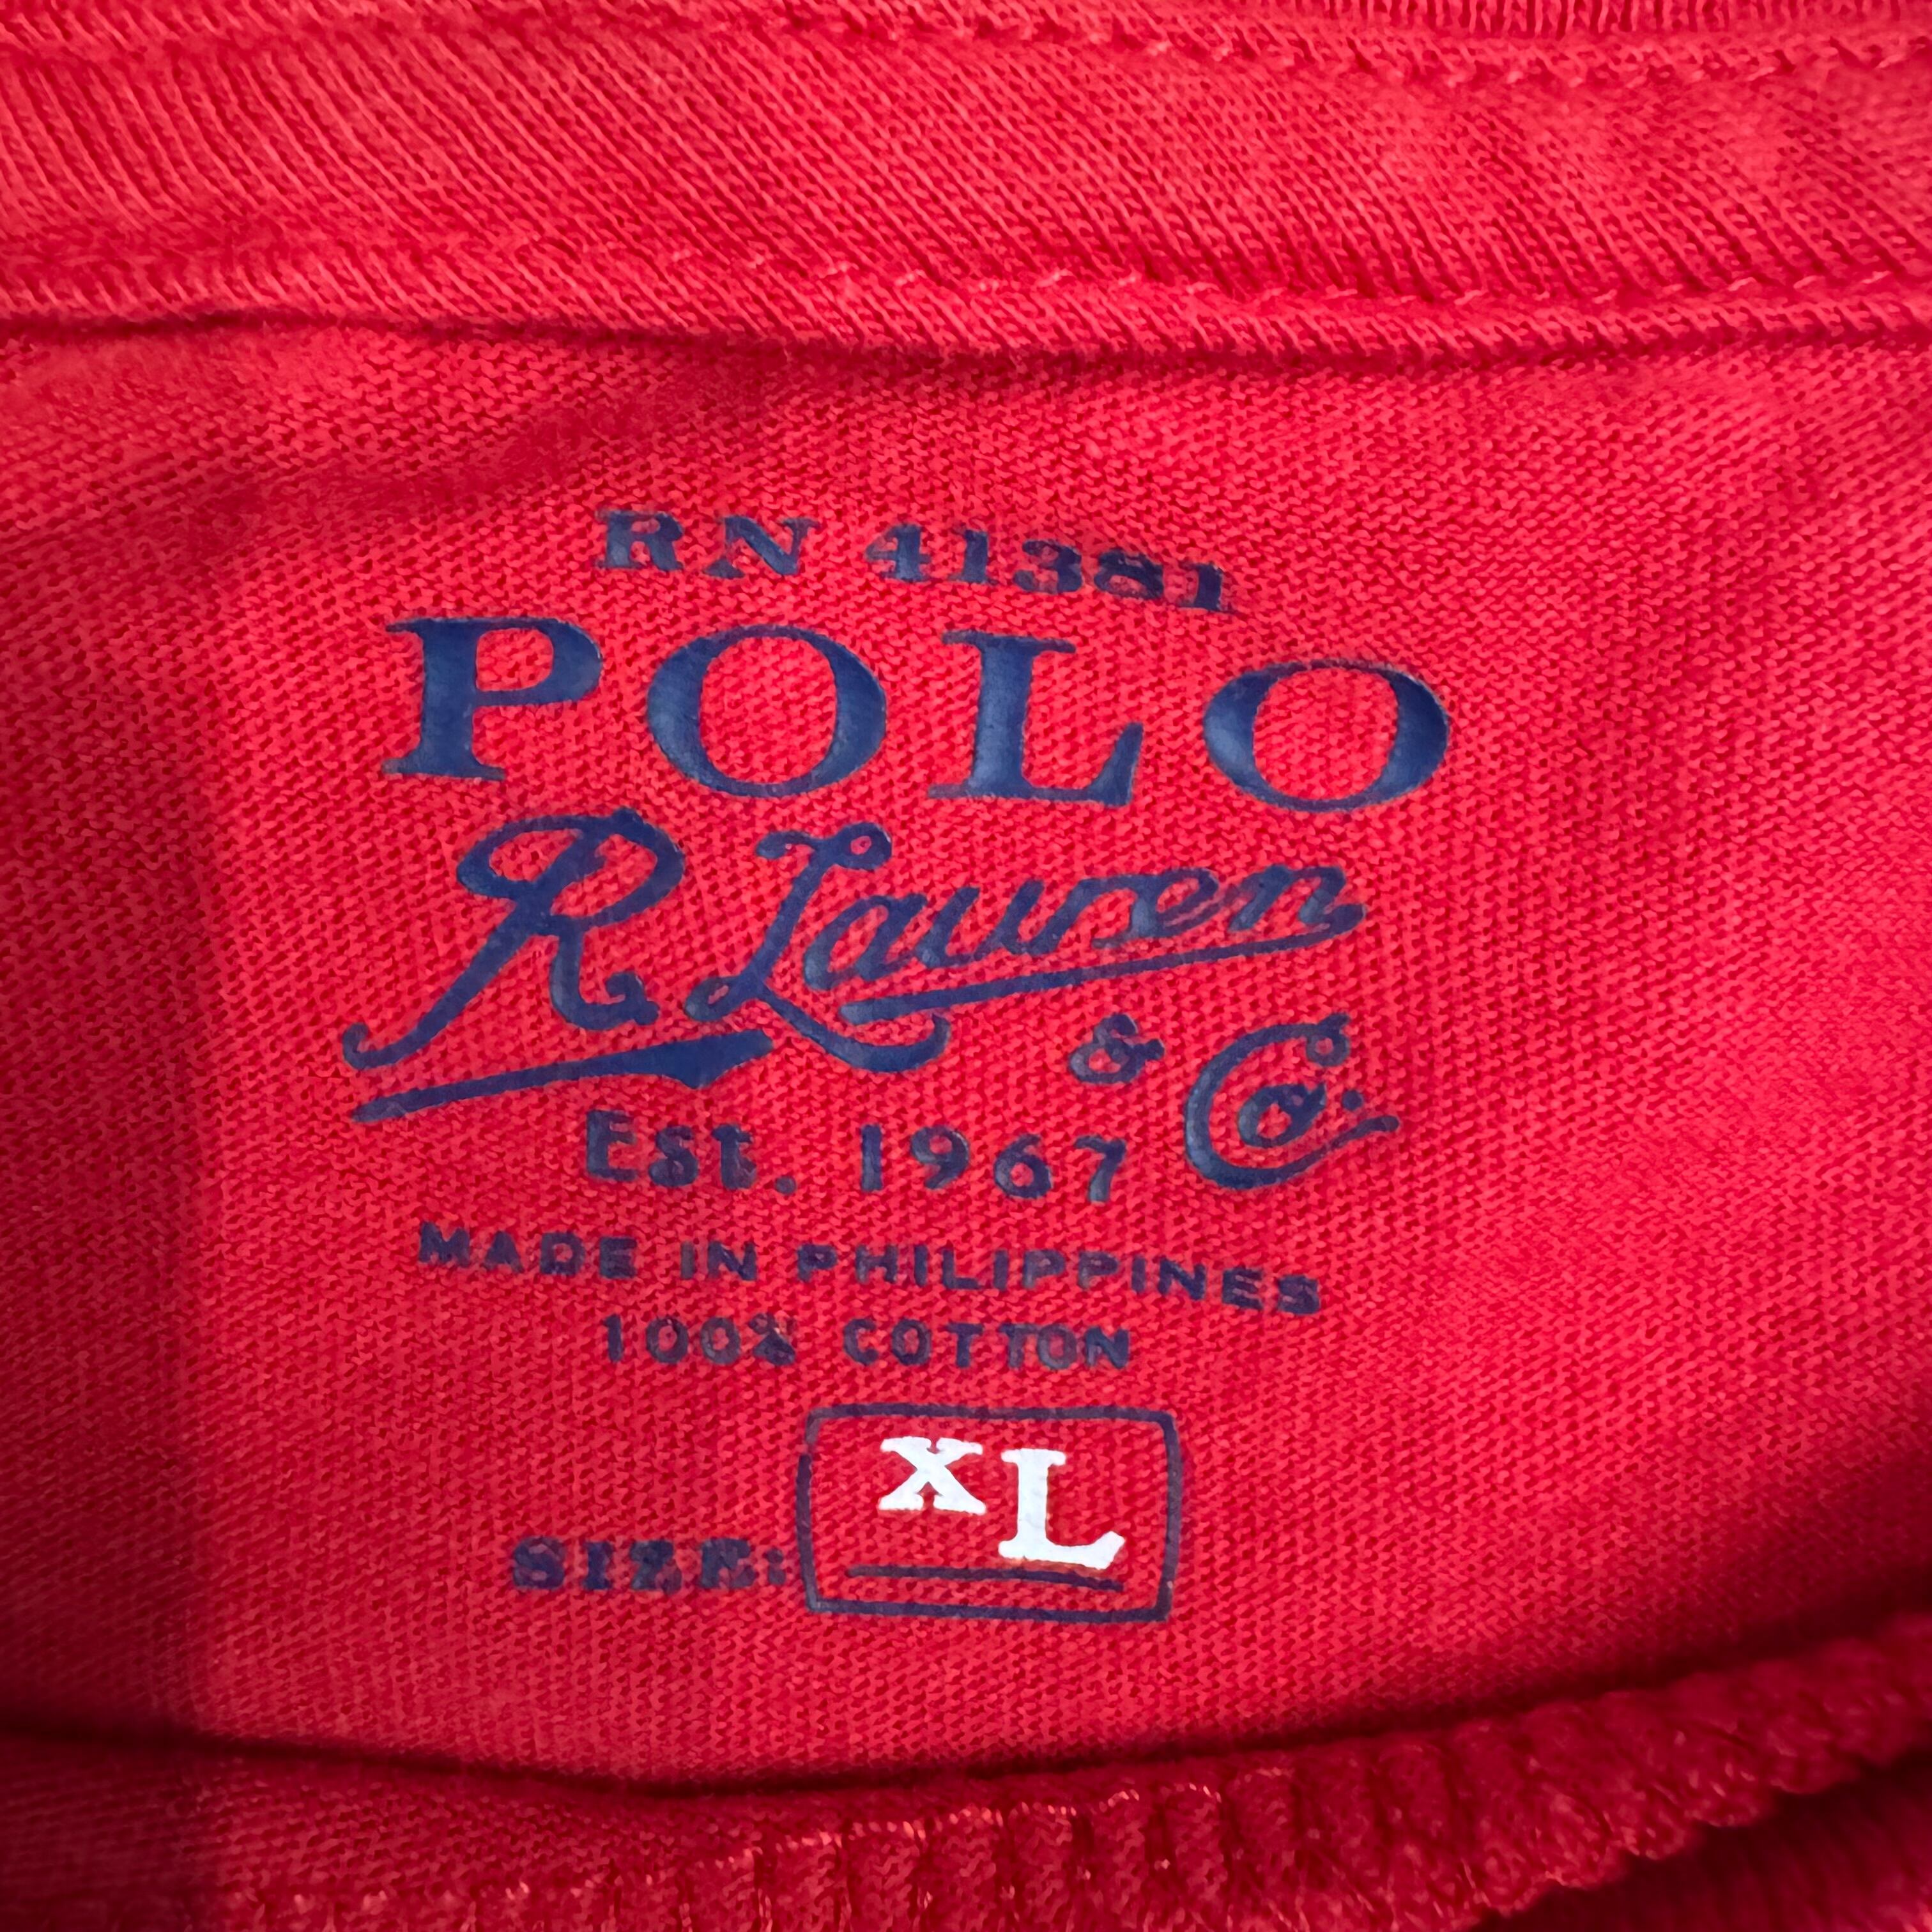 RN 41381
POLO
R Lauren
& Co.
Est. 1967
MADE IN PHILIPPINES
100% COTTON
SIZE: XL